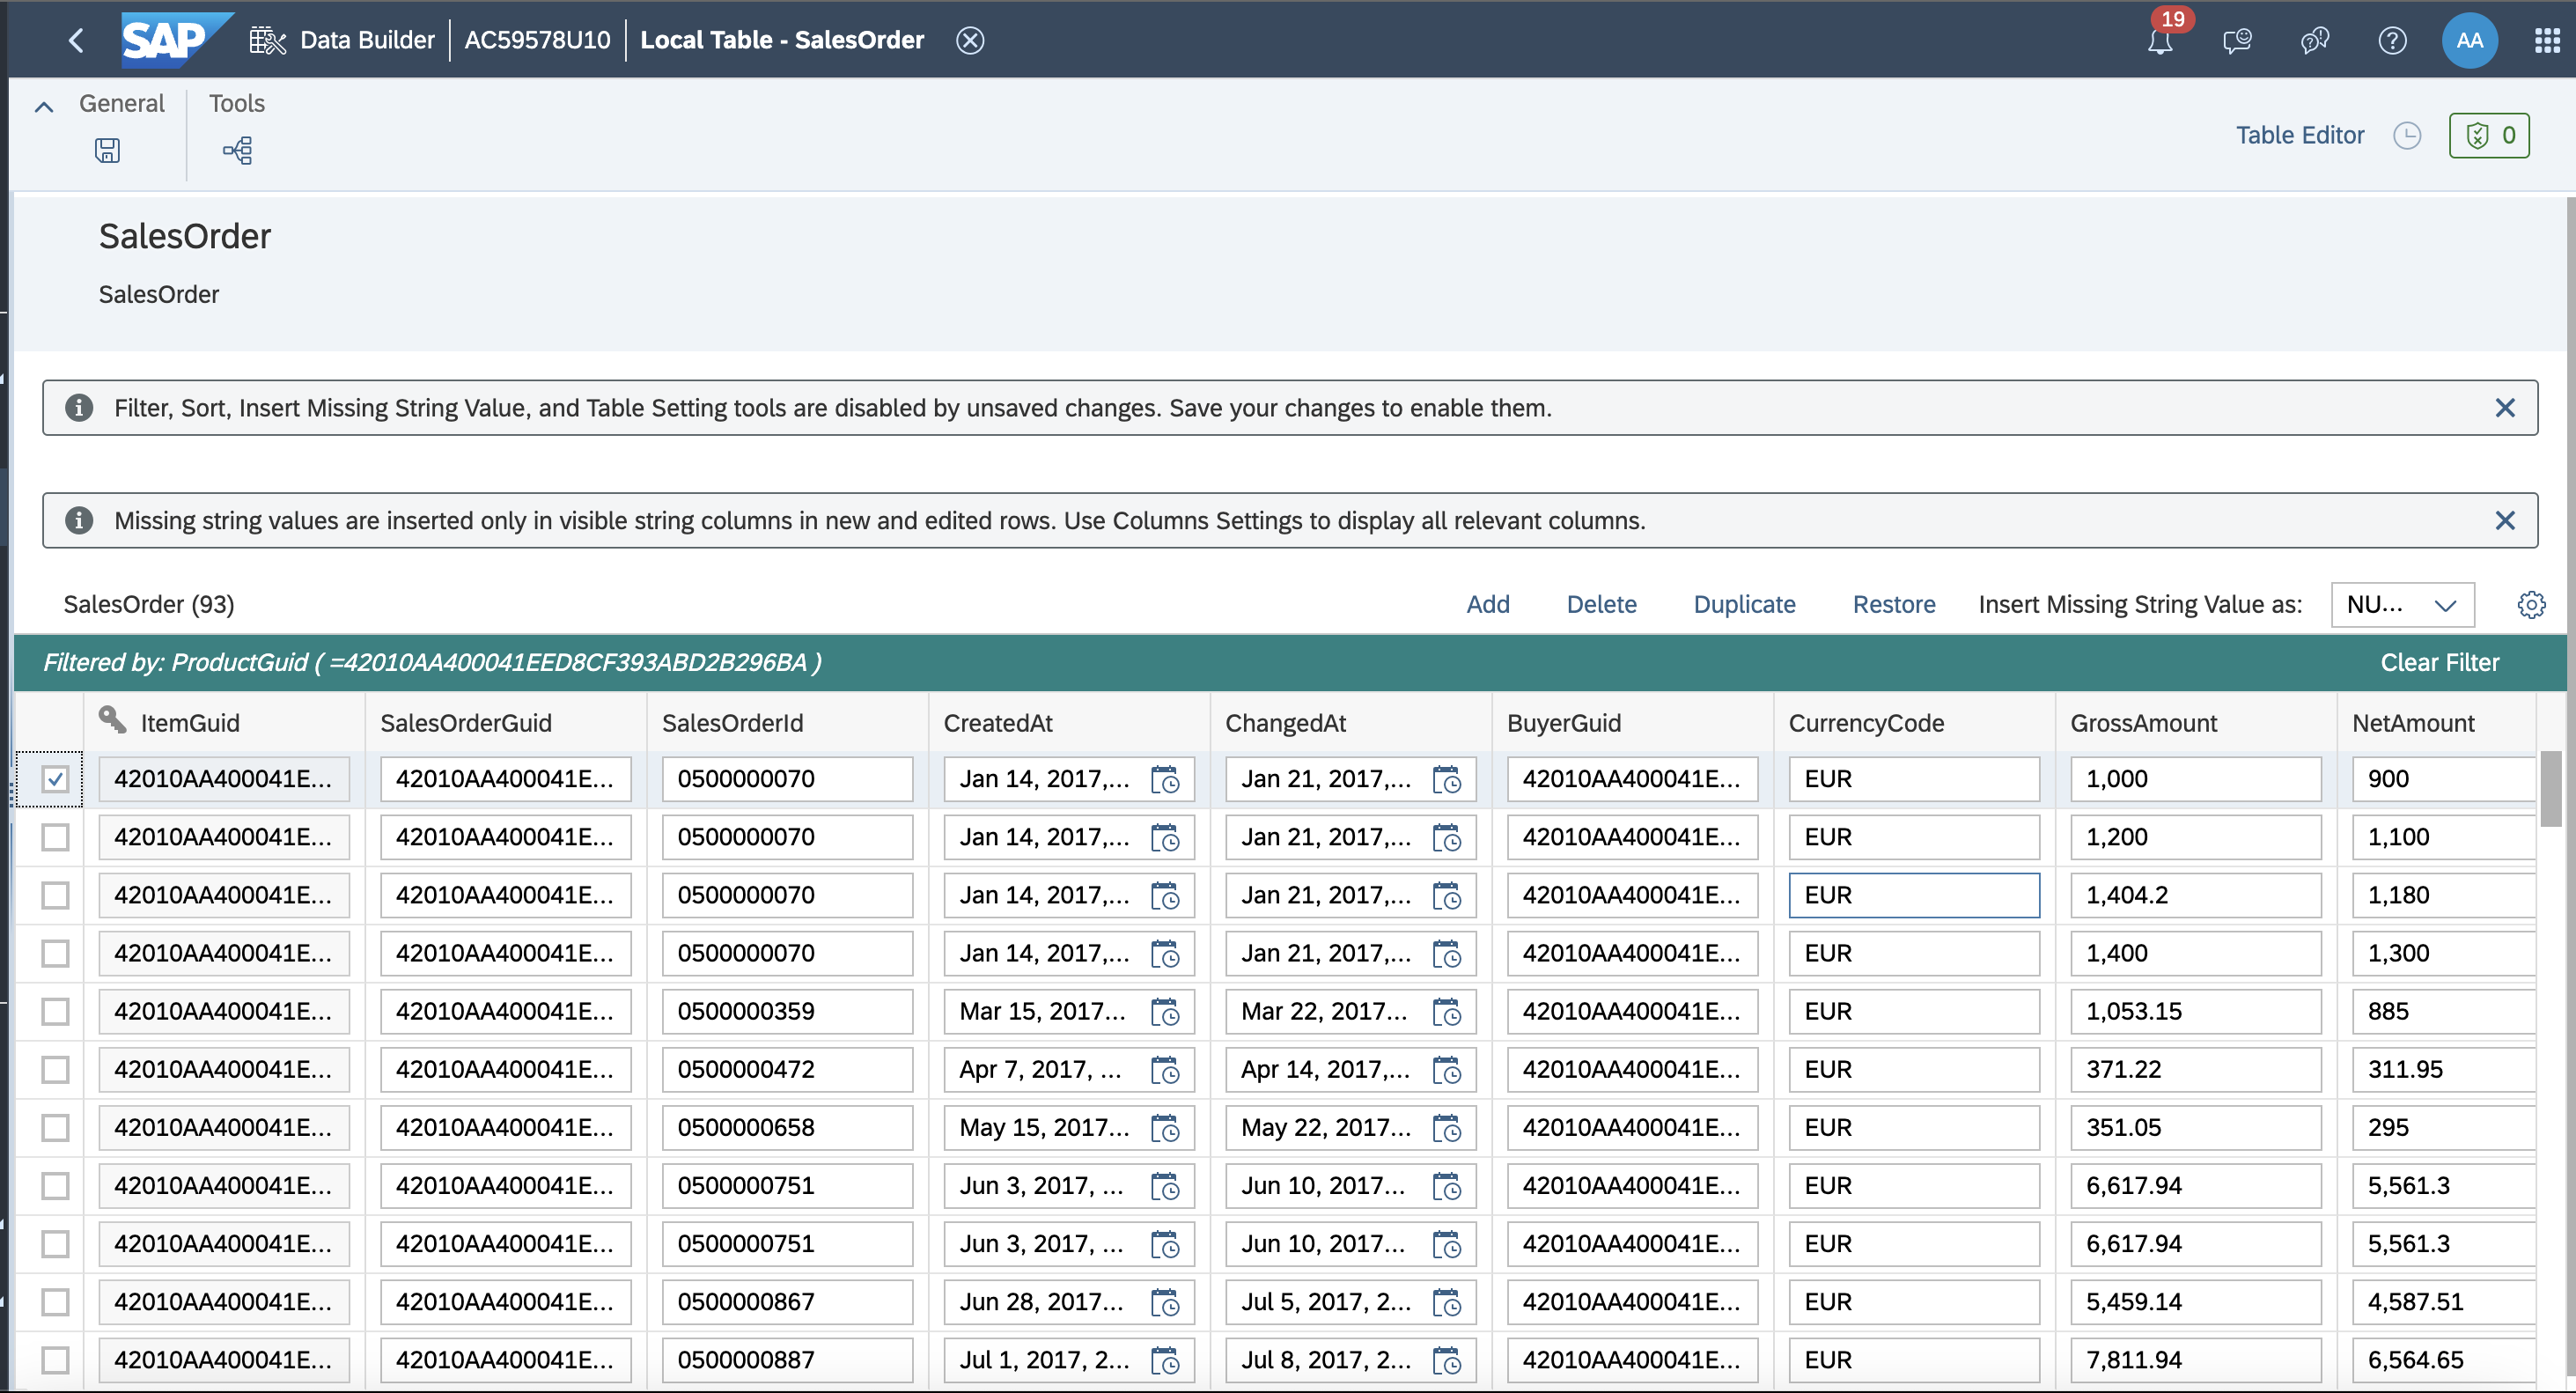 19
SAP Data Builder AC59578U10 Local Table - SalesOrder AA
General Tools
Table Editor 0
SalesOrder
SalesOrder
Filter, Sort, Insert Missing String Value, and Table Setting tools are disabled by unsaved changes. Save your changes to enable them.
Missing string values are inserted only in visible string columns in new and edited rows. Use Columns Settings to display all relevant columns.
SalesOrder (93) Add Delete Duplicate Restore Insert Missing String Value as: NU...
Filtered by: ProductGuid ( =42010AA400041EED8CF393ABD2B296BA ) Clear Filter
ItemGuid SalesOrderGuid SalesOrderId CreatedAt ChangedAt BuyerGuid CurrencyCode GrossAmount NetAmount
42010AA400041E... 42010AA400041E... 0500000070 Jan 14, 2017,... Jan 21, 2017,... 42010AA400041E... EUR 1,000 900
42010AA400041E... 42010AA400041E... 0500000070 Jan 14, 2017,... Jan 21, 2017,... 42010AA400041E... EUR 1,200 1,100
42010AA400041E... 42010AA400041E... 0500000070 Jan 14, 2017,... Jan 21, 2017,... 42010AA400041E... EUR 1,404.2 1,180
42010AA400041E... 42010AA400041E... 0500000070 Jan 14, 2017,... Jan 21, 2017,... 42010AA400041E... EUR 1,400 1,300
42010AA400041E... 42010AA400041E... 0500000359 Mar 15, 2017... Mar 22, 2017... 42010AA400041E... EUR 1,053.15 885
42010AA400041E... 42010AA400041E... 0500000472 Apr 7, 2017, ... Apr 14, 2017,... 42010AA400041E... EUR 371.22 311.95
42010AA400041E... 42010AA400041E... 0500000658 May 15, 2017... May 22, 2017... 42010AA400041E... EUR 351.05 295
42010AA400041E... 42010AA400041E... 0500000751 Jun 3, 2017, ... Jun 10, 2017... 42010AA400041E... EUR 6,617.94 5,561.3
42010AA400041E... 42010AA400041E... 0500000751 Jun 3, 2017, ... Jun 10, 2017... 42010AA400041E... EUR 6,617.94 5,561.3
42010AA400041E... 42010AA400041E... 0500000867 Jun 28, 2017... Jul 5, 2017, 2... 42010AA400041E... EUR 5,459.14 4,587.51
42010AA400041E... 42010AA400041E... 0500000887 Jul 1, 2017, 2... Jul 8, 2017, 2... 42010AA400041E... EUR 7,811.94 6,564.65